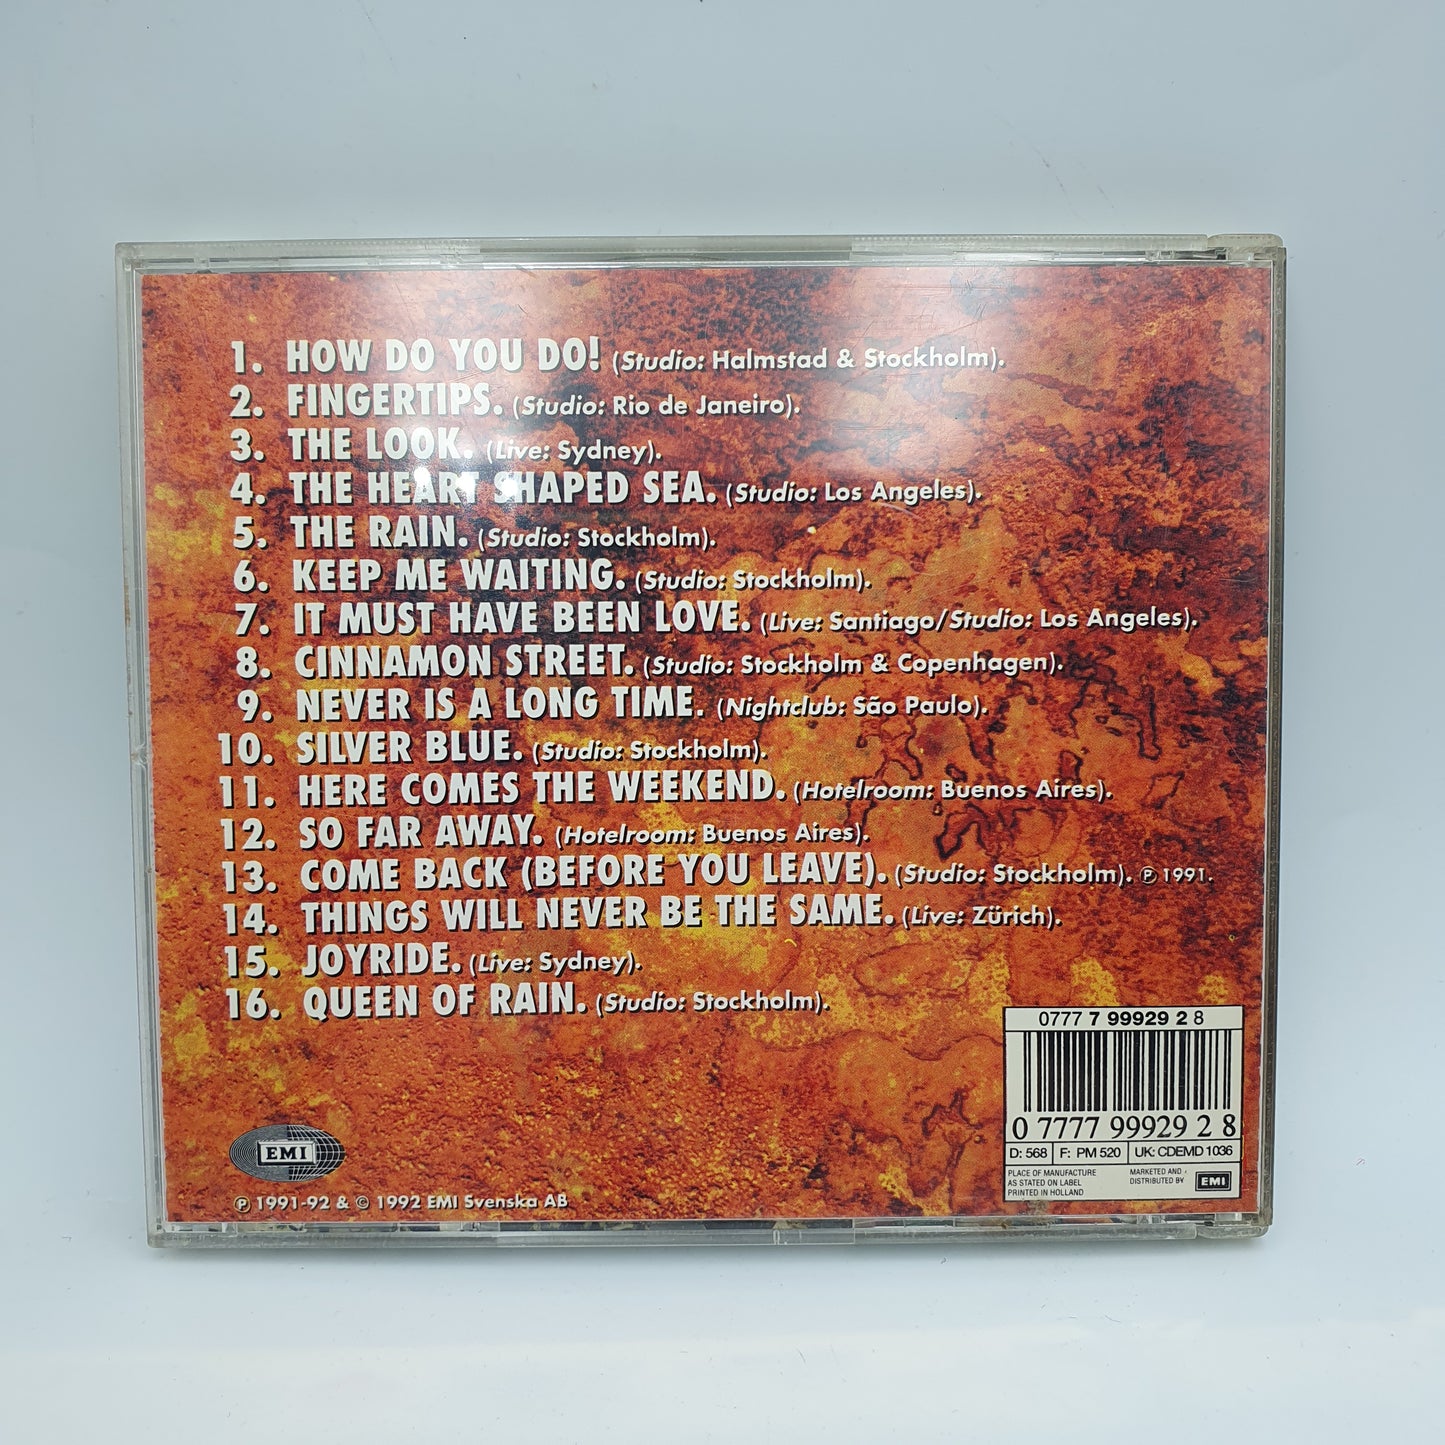 1. HOW DO YOU DO! (Studio: Halmstad & Stockholm).
2. FINGERTIPS. (Studio: Rio de Janeiro).
3. THE LOOK. (Live: Sydney).
4. THE HEART SHAPED SEA. (Studio: Los Angeles).
5. THE RAIN. (Studio: Stockholm).
6. KEEP ME WAITING. (Studio: Stockholm).
7. IT MUST HAVE BEEN LOVE. (Live: Santiago/Studio: Los Angeles).
8. CINNAMON STREET. (Studio: Stockholm & Copenhagen).
9. NEVER IS A LONG TIME. (Nightclub: São Paulo).
10. SILVER BLUE. (Studio: Stockholm).
11. HERE COMES THE WEEKEND. (Hotelroom: Buenos Aires).
12. SO FAR AWAY. (Hotelroom: Buenos Aires).
13. COME BACK (BEFORE YOU LEAVE). (Studio: Stockholm). ℗ 1991.
14. THINGS WILL NEVER BE THE SAME. (Live: Zürich).
15. JOYRIDE. (Live: Sydney).
16. QUEEN OF RAIN. (Studio: Stockholm).
EMI
℗ 1991-92 & © 1992 EMI Svenska AB
0777 7 99929 2 8
0 77779 99929 2 8
D: 568 F: PM 520 UK: CDEMD 1036
PLACE OF MANUFACTURE
AS STATED ON LABEL
PRINTED IN HOLLAND
MARKETED AND
DISTRIBUTED BY EMI